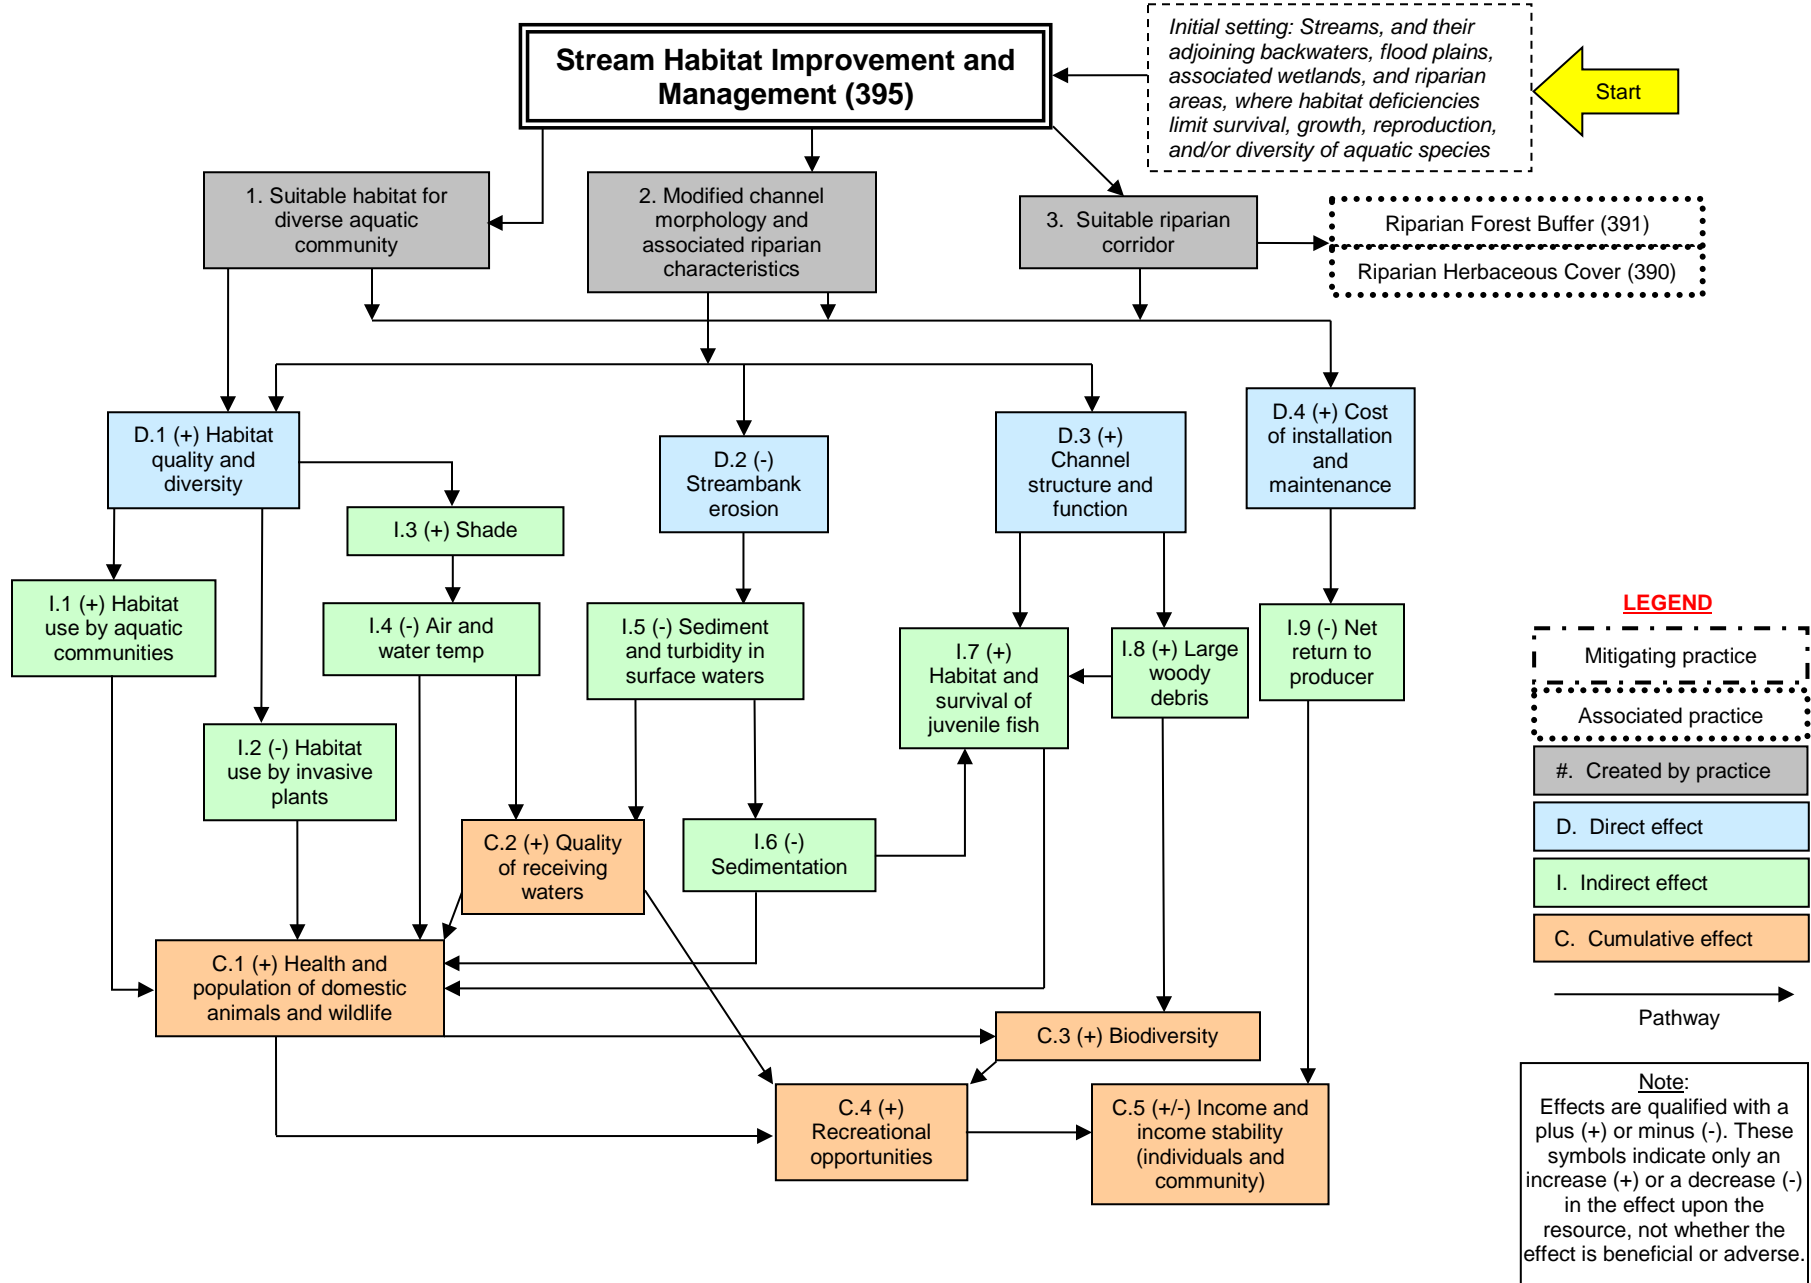 Initial setting: Streams, and their
adjoining backwaters, flood plains,
associated wetlands, and riparian
areas, where habitat deficiencies
limit survival, growth, reproduction,
and/or diversity of aquatic species
Start
Stream Habitat Improvement and
Management (395)
1. Suitable habitat for
diverse aquatic
community
2. Modified channel
morphology and
associated riparian
characteristics
3. Suitable riparian
corridor
Riparian Forest Buffer (391)
Riparian Herbaceous Cover (390)
D.1 (+) Habitat
quality and
diversity
D.2 (-)
Streambank
erosion
D.3 (+)
Channel
structure and
function
D.4 (+) Cost
of installation
and
maintenance
I.3 (+) Shade
I.1 (+) Habitat
use by aquatic
communities
I.4 (-) Air and
water temp
I.5 (-) Sediment
and turbidity in
surface waters
I.7 (+)
Habitat and
survival of
juvenile fish
I.8 (+) Large
woody
debris
I.9 (-) Net
return to
producer
I.2 (-) Habitat
use by invasive
plants
C.2 (+) Quality
of receiving
waters
I.6 (-)
Sedimentation
C.1 (+) Health and
population of domestic
animals and wildlife
C.3 (+) Biodiversity
C.4 (+)
Recreational
opportunities
C.5 (+/-) Income and
income stability
(individuals and
community)
LEGEND
Mitigating practice
Associated practice
#. Created by practice
D. Direct effect
I. Indirect effect
C. Cumulative effect
Pathway
Note:
Effects are qualified with a
plus (+) or minus (-). These
symbols indicate only an
increase (+) or a decrease (-)
in the effect upon the
resource, not whether the
effect is beneficial or adverse.